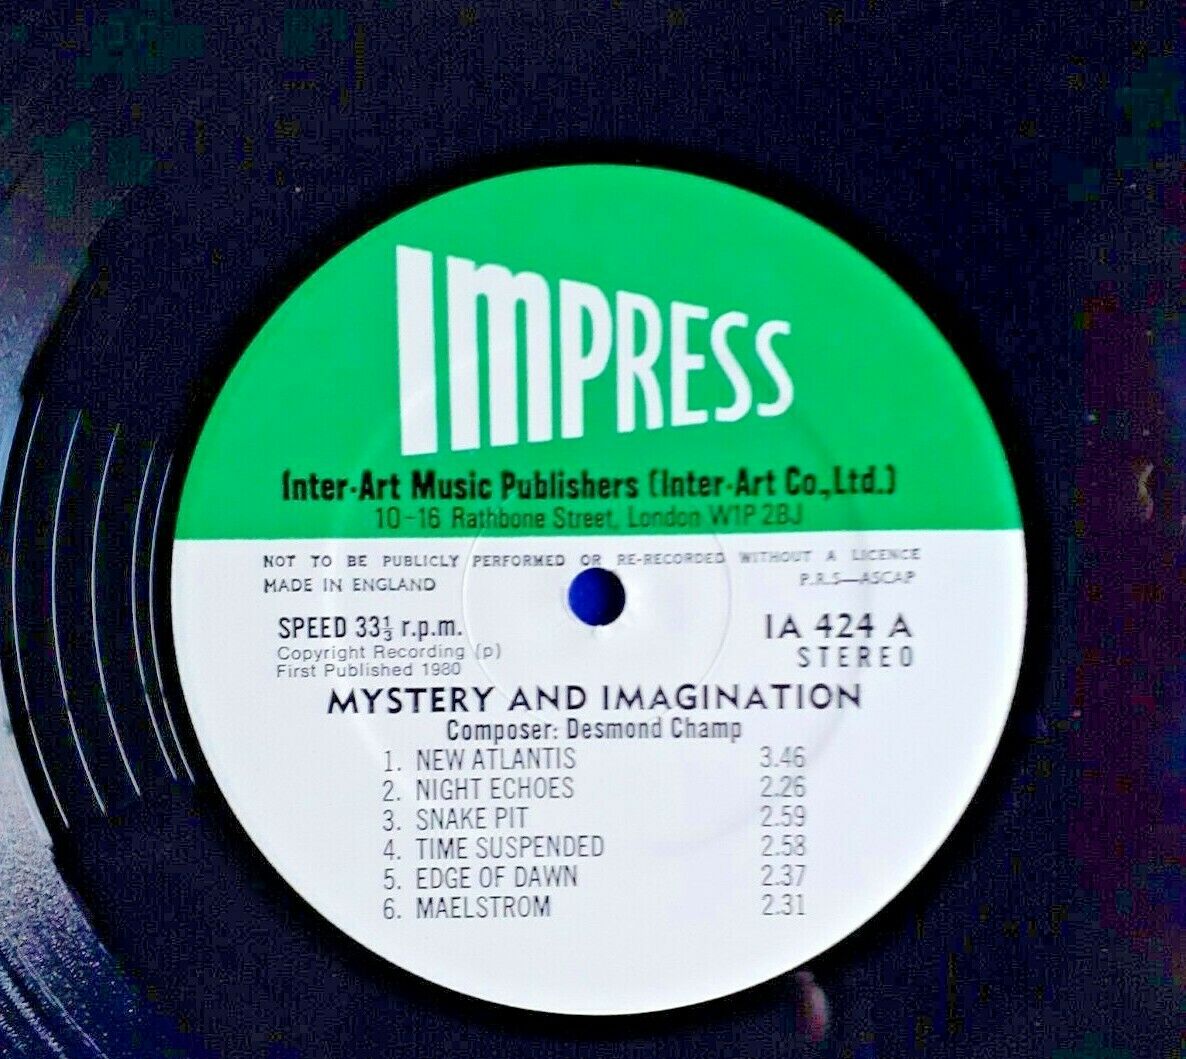 IMPRESS
Inter-Art Music Publishers (Inter-Art Co., Ltd.)
10-16 Rathbone Street, London W1P 2BJ
NOT TO BE PUBLICLY PERFORMED OR RE-RECORDED WITHOUT A LICENCE
MADE IN ENGLAND P.R.S—ASCAP
SPEED 33⅓ r.p.m. IA 424 A
Copyright Recording (p) STEREO
First Published 1980
MYSTERY AND IMAGINATION
Composer: Desmond Champ
1. NEW ATLANTIS 3.46
2. NIGHT ECHOES 2.26
3. SNAKE PIT 2.59
4. TIME SUSPENDED 2.58
5. EDGE OF DAWN 2.37
6. MAELSTROM 2.31